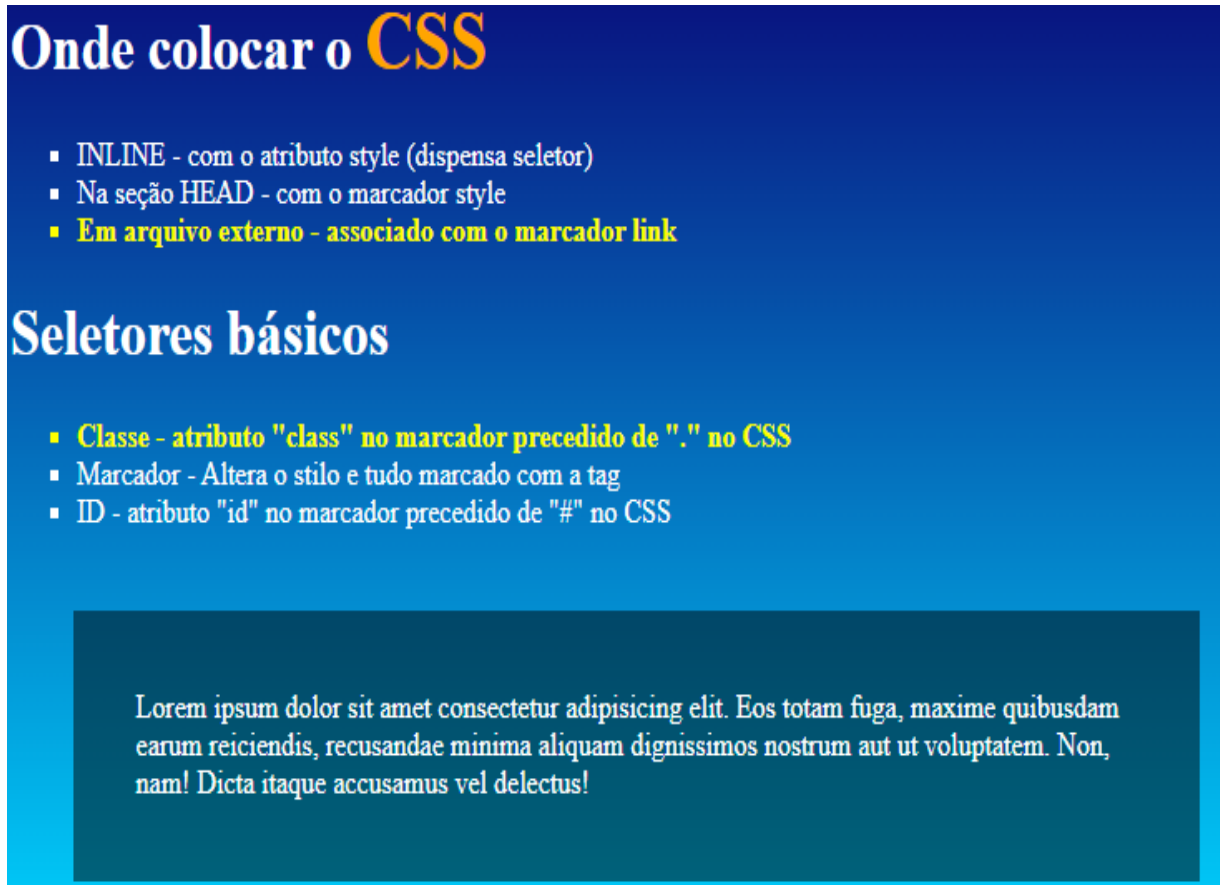 Onde colocar o CSS
INLINE - com o atributo style (dispensa seletor)
Na seção HEAD - com o marcador style
Em arquivo externo - associado com o marcador link
Seletores básicos
Classe - atributo "class" no marcador precedido de "." no CSS
Marcador - Altera o stilo e tudo marcado com a tag
ID - atributo "id" no marcador precedido de "#" no CSS
Lorem ipsum dolor sit amet consectetur adipisicing elit. Eos totam fuga, maxime quibusdam
earum reiciendis, recusandae minima aliquam dignissimos nostrum aut ut voluptatem. Non,
nam! Dicta itaque accusamus vel delectus!